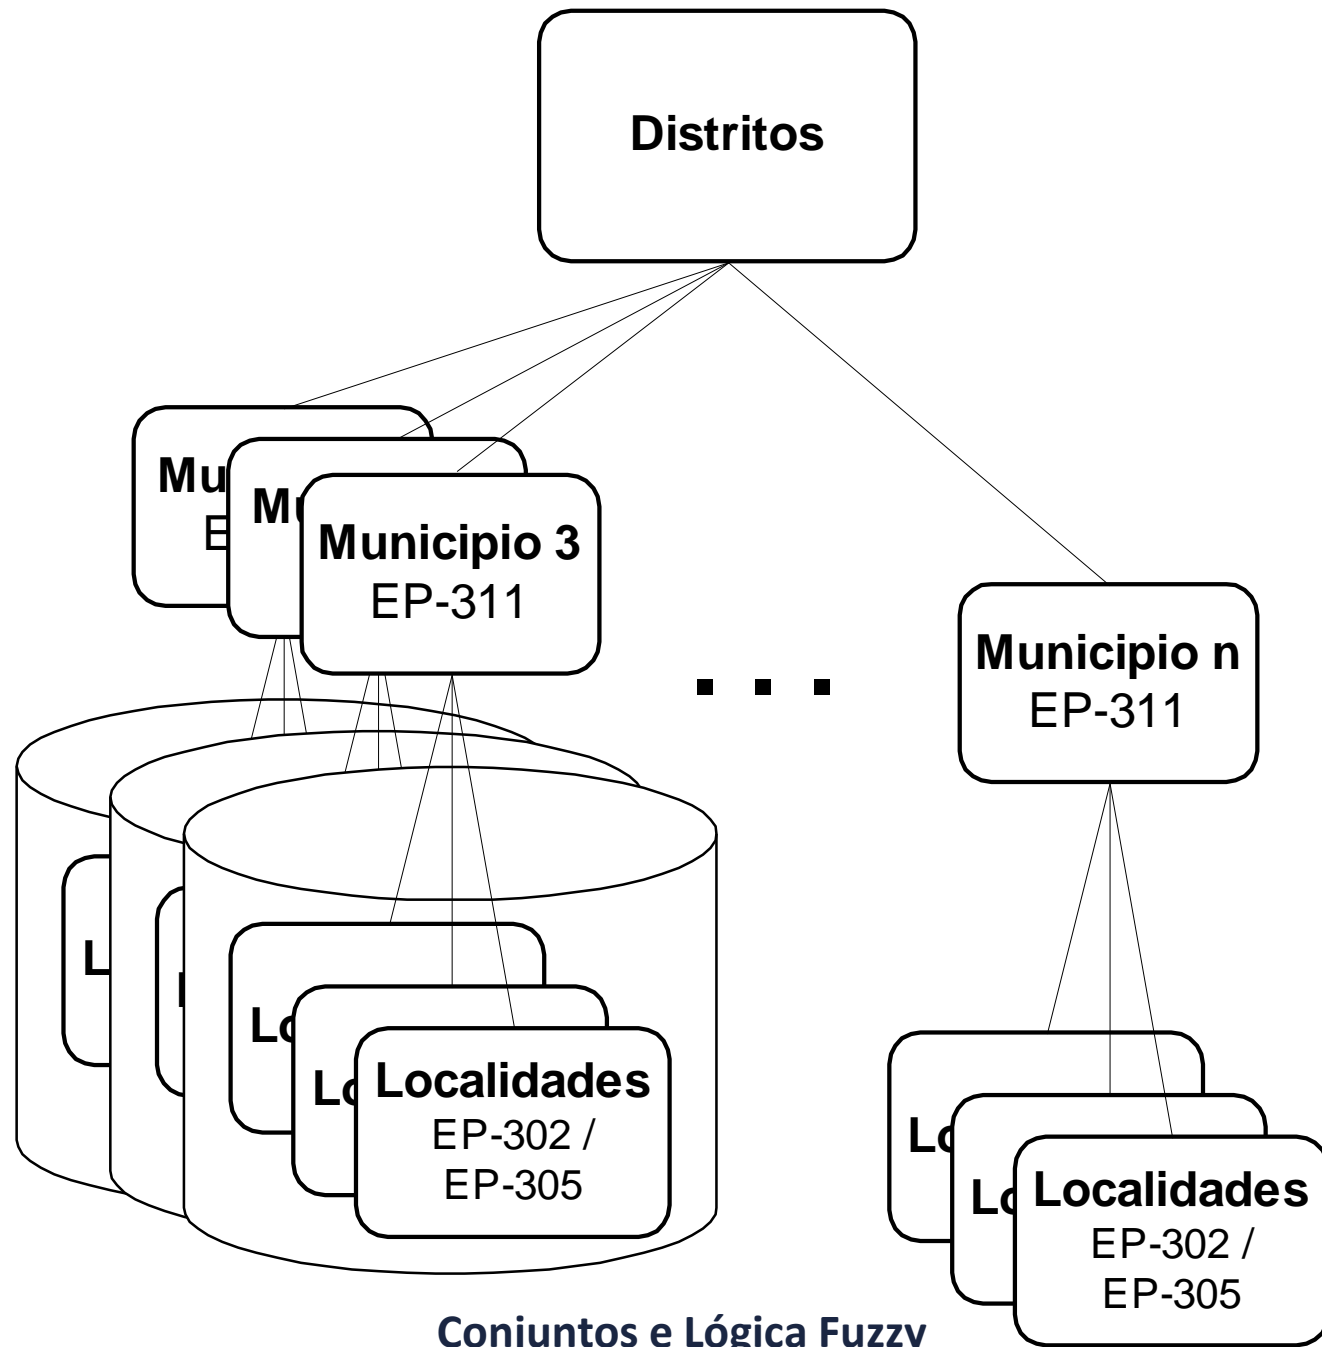 Distritos
Municipio 3
EP-311
Municipio n
EP-311
Localidades
EP-302 /
EP-305
Localidades
EP-302 /
EP-305
Conjuntos e Lógica Fuzzy